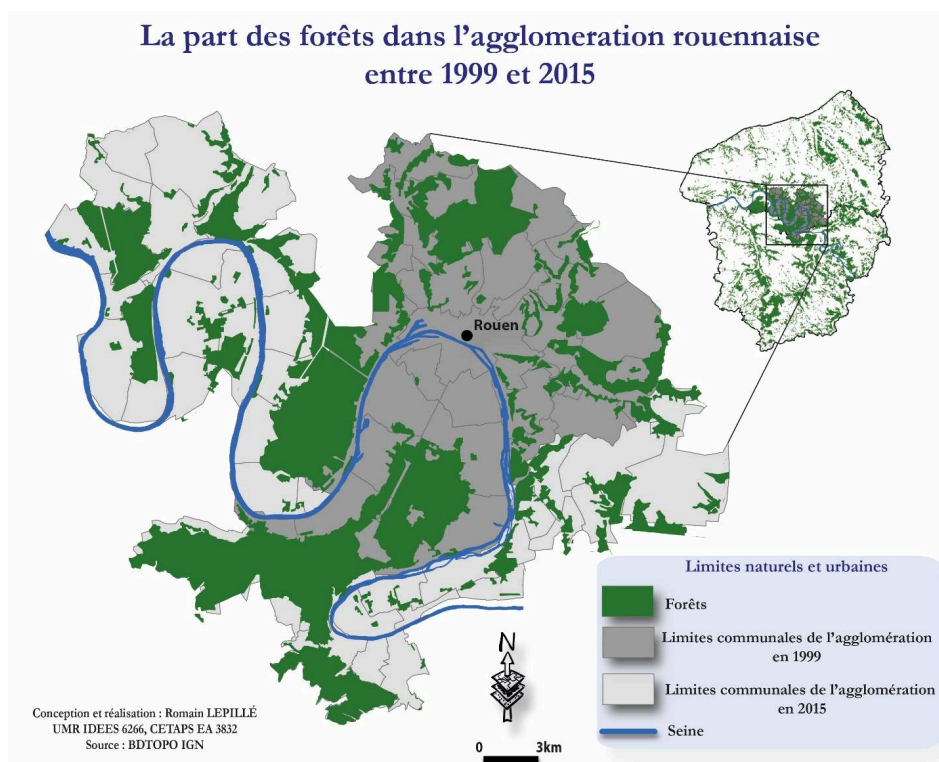 La part des forêts dans l'agglomeration rouennaise
entre 1999 et 2015
Rouen
Limites naturels et urbaines
Forêts
Limites communales de l'agglomération
en 1999
Limites communales de l'agglomération
en 2015
Seine
N
0 3km
Conception et réalisation : Romain LEPILLÉ
UMR IDEES 6266, CETAPS EA 3832
Source : BDTOPO IGN